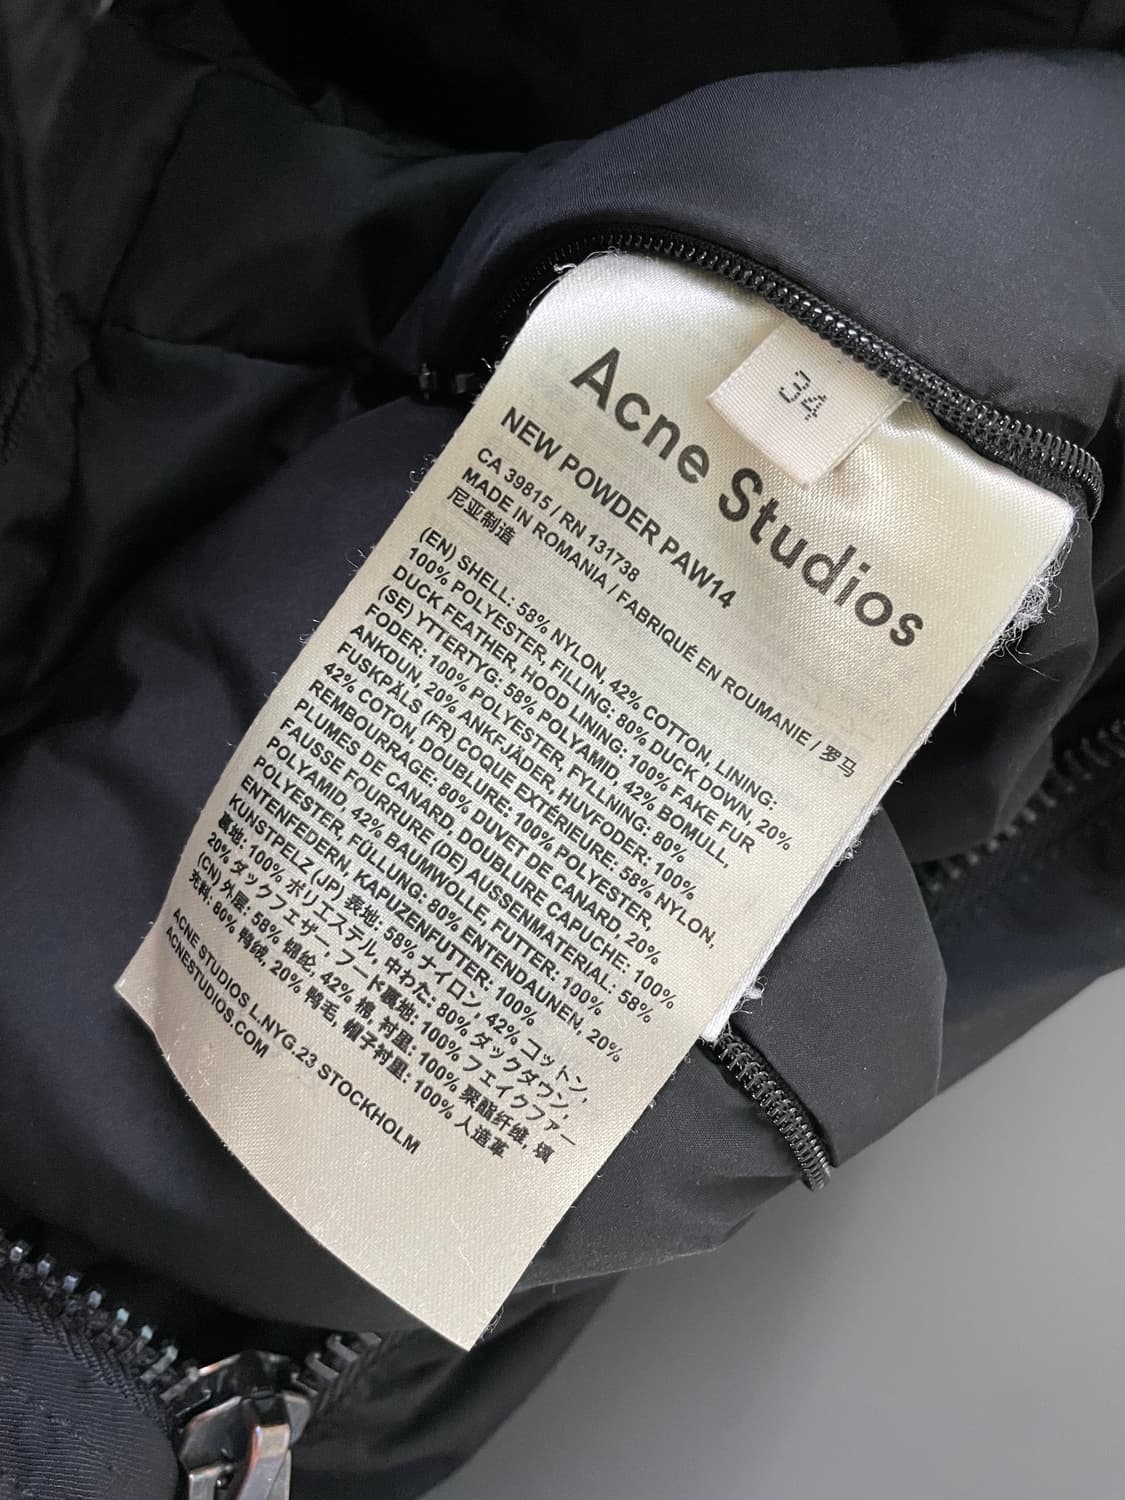 34
Acne Studios
NEW POWDER PAW14
CA 39815 / RN 131738
MADE IN ROMANIA / FABRIQUÉ EN ROUMANIE / 罗马
尼亚制造
(EN) SHELL: 58% NYLON, 42% COTTON, LINING:
100% POLYESTER, FILLING: 80% DUCK DOWN, 20%
DUCK FEATHER, HOOD LINING: 100% FAKE FUR
(SE) YTTERTYG: 58% POLYAMID, 42% BOMULL,
FODER: 100% POLYESTER, FYLLNING: 80%
ANKDUN, 20% ANKFJÄDER, HUVFODER: 100%
FUSKPÄLS (FR) COQUE EXTÉRIEURE: 58% NYLON,
42% COTON, DOUBLURE: 100% POLYESTER,
REMBOURRAGE: 80% DUVET DE CANARD, 20%
PLUMES DE CANARD, DOUBLURE CAPUCHE: 100%
FAUSSE FOURRURE (DE) AUSSENMATERIAL: 58%
POLYAMID, 42% BAUMWOLLE, FUTTER: 100%
POLYESTER, FÜLLUNG: 80% ENTENDAUNEN, 20%
ENTENFEDERN, KAPUZENFUTTER: 100%
KUNSTPELZ (JP) 表地: 58% ナイロン, 42% コットン,
裏地: 100% ポリエステル, 中わた: 80% ダックダウン,
20% ダックフェザー, フード裏地: 100% フェイクファー
(CN) 外层: 58% 锦纶, 42% 棉, 衬里: 100% 聚酯纤维, 填
充料: 80% 鸭绒, 20% 鸭毛, 帽子衬里: 100% 人造革
ACNE STUDIOS L.NYG.23 STOCKHOLM
ACNESTUDIOS.COM